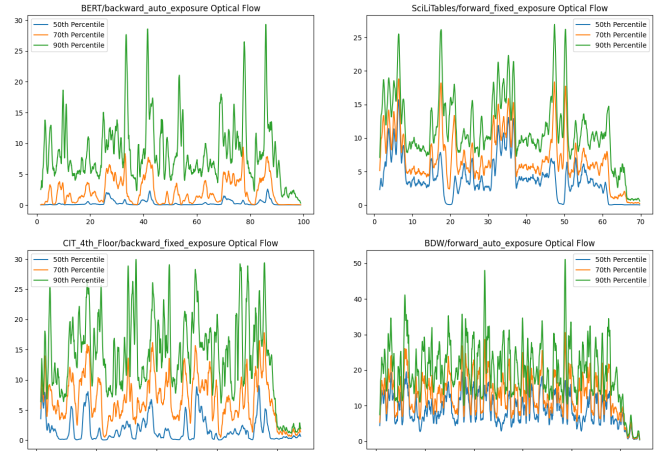 BERT/backward_auto_exposure Optical Flow
50th Percentile
70th Percentile
90th Percentile
30
25
20
15
10
5
0
0 20 40 60 80 100
SciLiTables/forward_fixed_exposure Optical Flow
50th Percentile
70th Percentile
90th Percentile
25
20
15
10
5
0
0 10 20 30 40 50 60 70
CIT_4th_Floor/backward_fixed_exposure Optical Flow
50th Percentile
70th Percentile
90th Percentile
30
25
20
15
10
5
0
BDW/forward_auto_exposure Optical Flow
50th Percentile
70th Percentile
90th Percentile
50
40
30
20
10
0